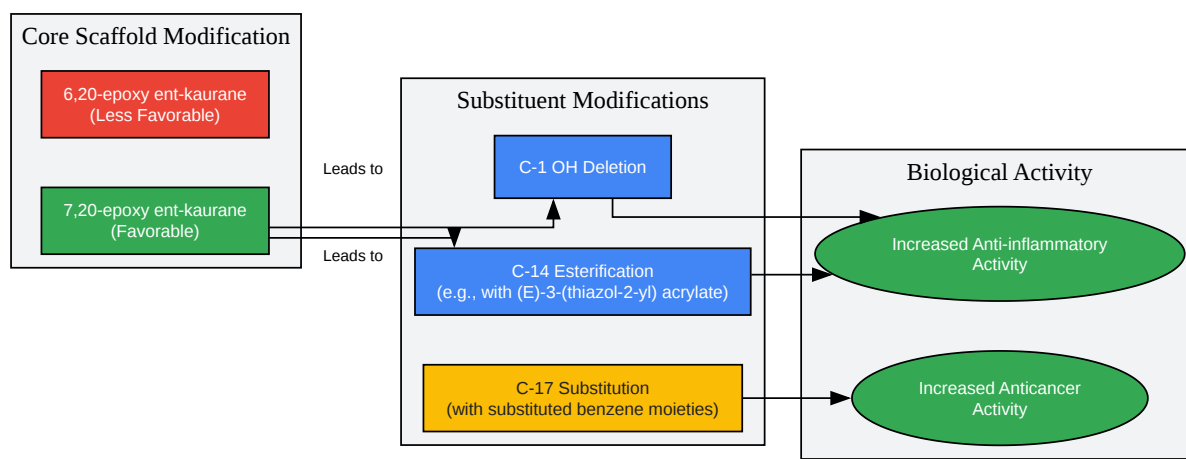 Core Scaffold Modification
6,20-epoxy ent-kaurane
(Less Favorable)
7,20-epoxy ent-kaurane
(Favorable)
Leads to
Leads to
Substituent Modifications
C-1 OH Deletion
C-14 Esterification
(e.g., with (E)-3-(thiazol-2-yl) acrylate)
C-17 Substitution
(with substituted benzene moieties)
Biological Activity
Increased Anti-inflammatory
Activity
Increased Anticancer
Activity